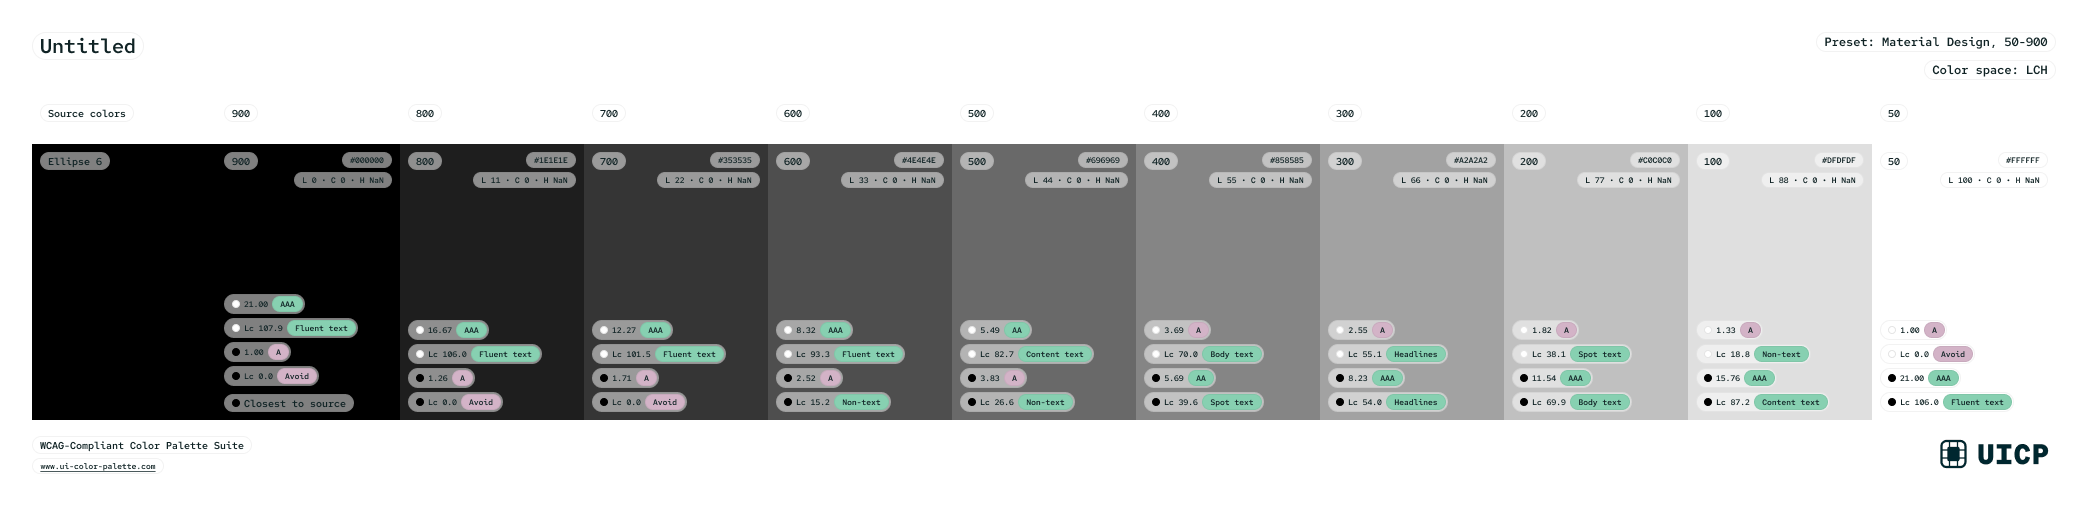 Untitled
Preset: Material Design, 50-900
Color space: LCH
Source colors 900 800 700 600 500 400 300 200 100 50
Ellipse 6
900 #000000
L 0 · C 0 · H NaN
21.00 AAA
Lc 107.9 Fluent text
1.00 A
Lc 0.0 Avoid
Closest to source
800 #1E1E1E
L 11 · C 0 · H NaN
16.67 AAA
Lc 106.0 Fluent text
1.26 A
Lc 0.0 Avoid
700 #353535
L 22 · C 0 · H NaN
12.27 AAA
Lc 101.5 Fluent text
1.71 A
Lc 0.0 Avoid
600 #4E4E4E
L 33 · C 0 · H NaN
8.32 AAA
Lc 93.3 Fluent text
2.52 A
Lc 15.2 Non-text
500 #696969
L 44 · C 0 · H NaN
5.49 AA
Lc 82.7 Content text
3.83 A
Lc 26.6 Non-text
400 #858585
L 55 · C 0 · H NaN
3.69 A
Lc 70.0 Body text
5.69 AA
Lc 39.6 Spot text
300 #A2A2A2
L 66 · C 0 · H NaN
2.55 A
Lc 55.1 Headlines
8.23 AAA
Lc 54.0 Headlines
200 #C0C0C0
L 77 · C 0 · H NaN
1.82 A
Lc 38.1 Spot text
11.54 AAA
Lc 69.9 Body text
100 #DFDFDF
L 88 · C 0 · H NaN
1.33 A
Lc 18.8 Non-text
15.76 AAA
Lc 87.2 Content text
50 #FFFFFF
L 100 · C 0 · H NaN
1.00 A
Lc 0.0 Avoid
21.00 AAA
Lc 106.0 Fluent text
WCAG-Compliant Color Palette Suite
www.ui-color-palette.com
UICP